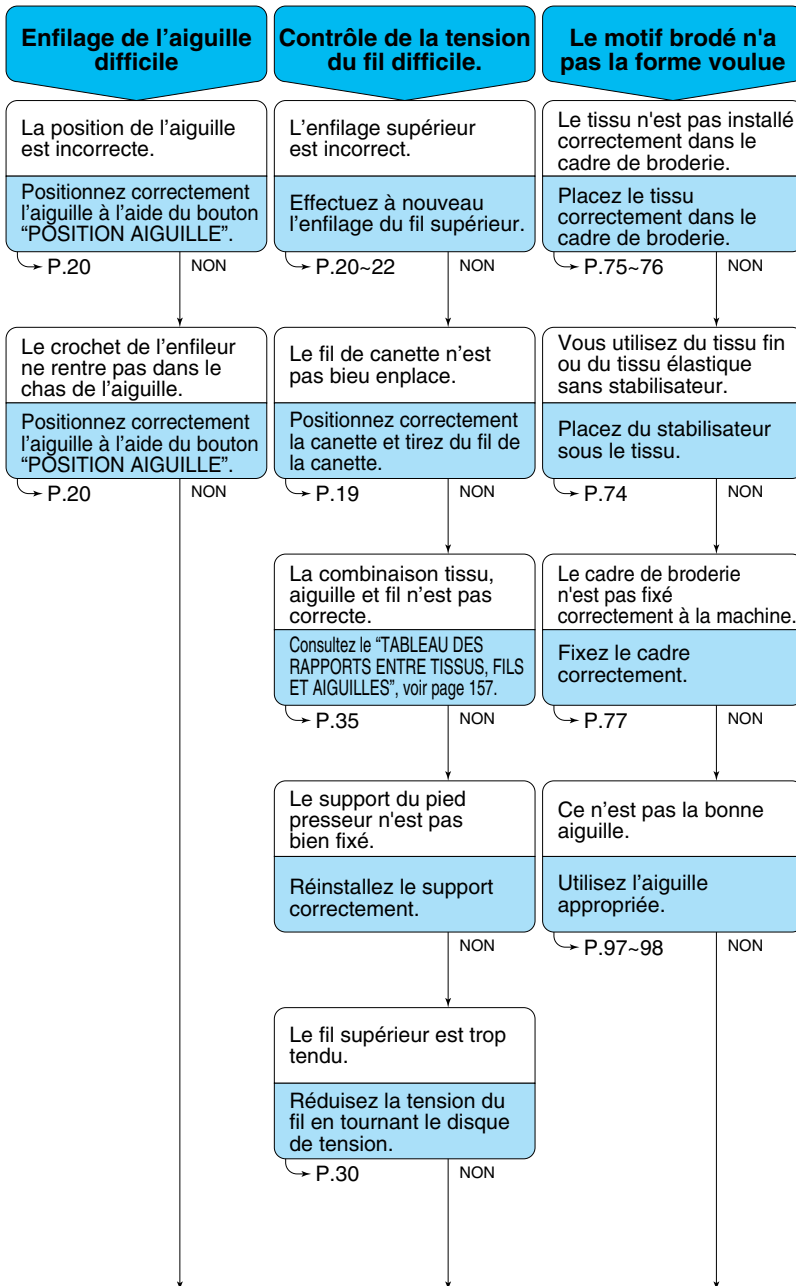 Enfilage de l'aiguille
difficile
La position de l'aiguille
est incorrecte.
Positionnez correctement
l'aiguille à l'aide du bouton
“POSITION AIGUILLE”.
P.20
NON
Le crochet de l'enfileur
ne rentre pas dans le
chas de l'aiguille.
Positionnez correctement
l'aiguille à l'aide du bouton
“POSITION AIGUILLE”.
P.20
NON
Contrôle de la tension
du fil difficile.
L'enfilage supérieur
est incorrect.
Effectuez à nouveau
l'enfilage du fil supérieur.
P.20~22
NON
Le fil de canette n'est
pas bieu enplace.
Positionnez correctement
la canette et tirez du fil de
la canette.
P.19
NON
La combinaison tissu,
aiguille et fil n'est pas
correcte.
Consultez le “TABLEAU DES
RAPPORTS ENTRE TISSUS, FILS
ET AIGUILLES”, voir page 157.
P.35
NON
Le support du pied
presseur n'est pas
bien fixé.
Réinstallez le support
correctement.
NON
Le fil supérieur est trop
tendu.
Réduisez la tension du
fil en tournant le disque
de tension.
P.30
NON
Le motif brodé n'a
pas la forme voulue
Le tissu n'est pas installé
correctement dans le
cadre de broderie.
Placez le tissu
correctement dans le
cadre de broderie.
P.75~76
NON
Vous utilisez du tissu fin
ou du tissu élastique
sans stabilisateur.
Placez du stabilisateur
sous le tissu.
P.74
NON
Le cadre de broderie
n'est pas fixé
correctement à la machine.
Fixez le cadre
correctement.
P.77
NON
Ce n'est pas la bonne
aiguille.
Utilisez l'aiguille
appropriée.
P.97~98
NON